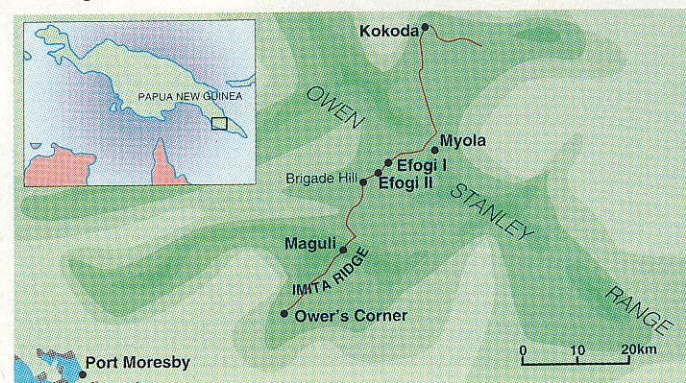 Kokoda
PAPUA NEW GUINEA
OWEN
Myola
Efogi I
Brigade Hill
Efogi II
STANLEY
Maguli
IMITA RIDGE
RANGE
Ower's Corner
0 10 20km
Port Moresby